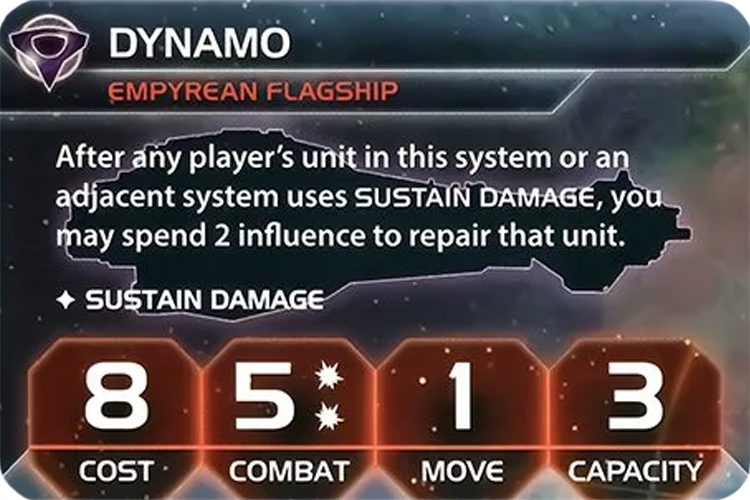 DYNAMO
EMPYREAN FLAGSHIP
After any player's unit in this system or an
adjacent system uses SUSTAIN DAMAGE, you
may spend 2 influence to repair that unit.
✦ SUSTAIN DAMAGE
8 5 1 3
COST COMBAT MOVE CAPACITY